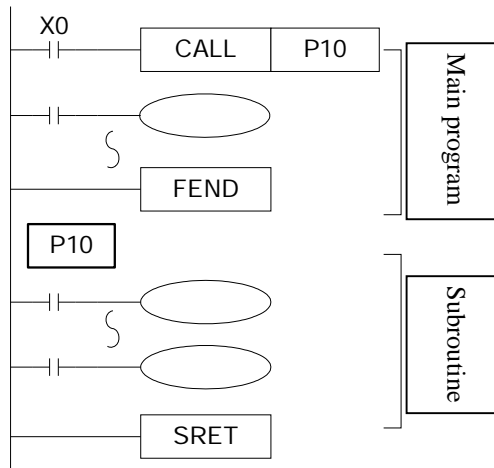 X0
CALL P10
Main program
FEND
P10
Subroutine
SRET